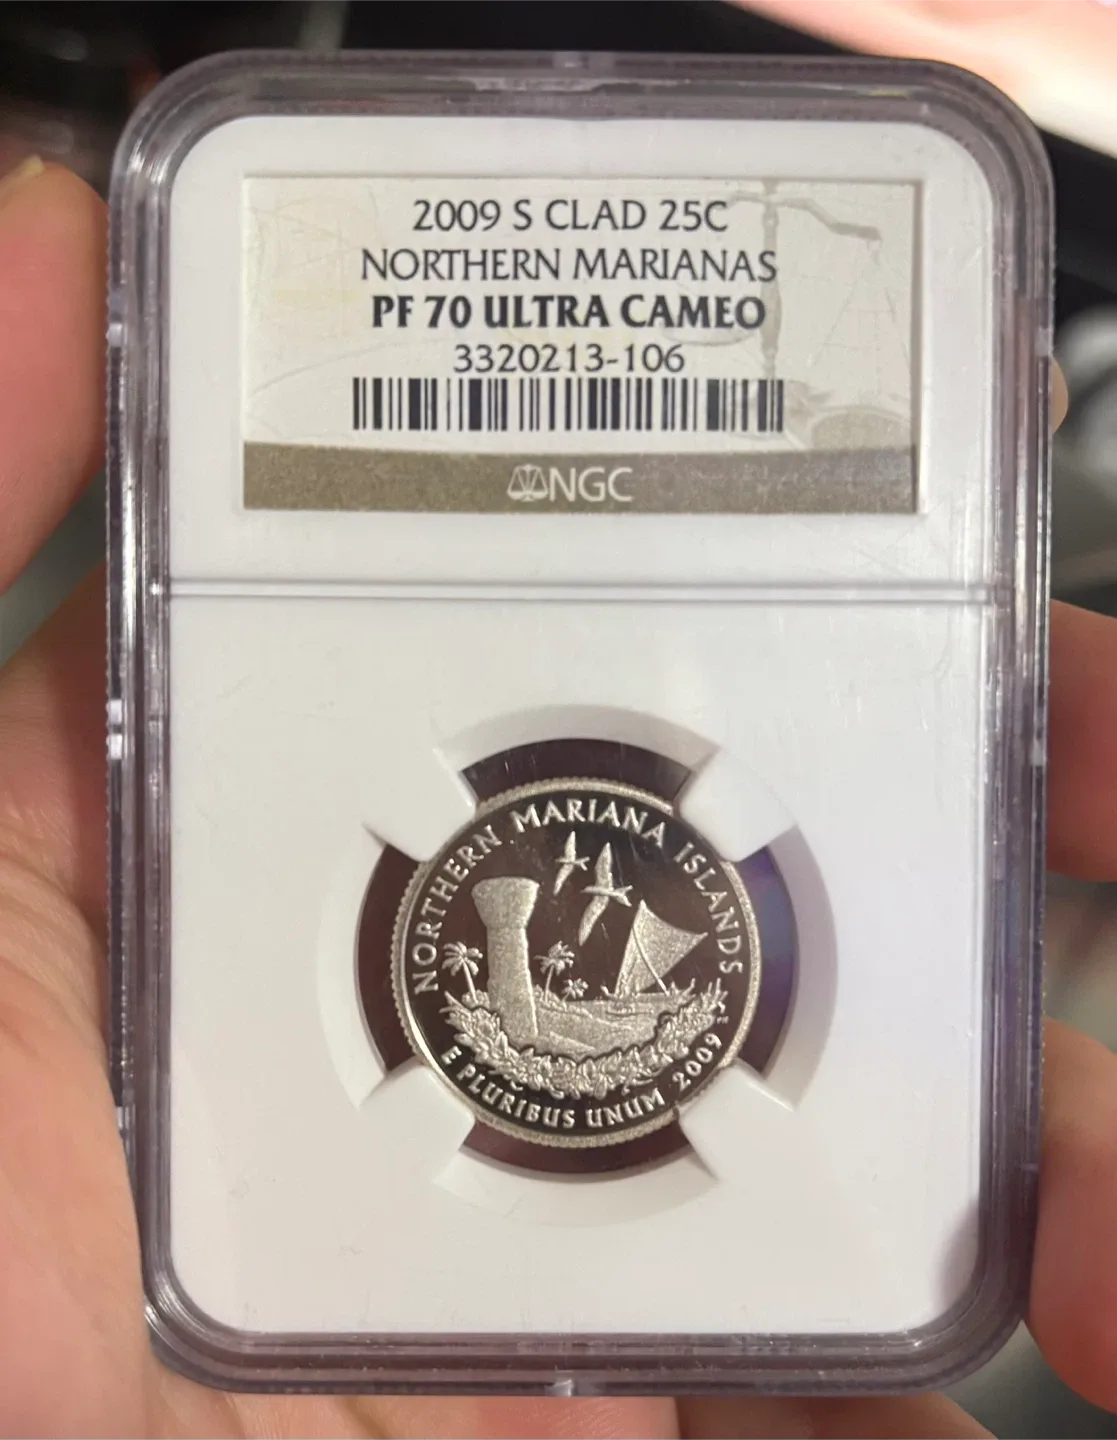 2009 S CLAD 25C
NORTHERN MARIANAS
PF 70 ULTRA CAMEO
3320213-106
NGC
NORTHERN MARIANA ISLANDS
E PLURIBUS UNUM 2009